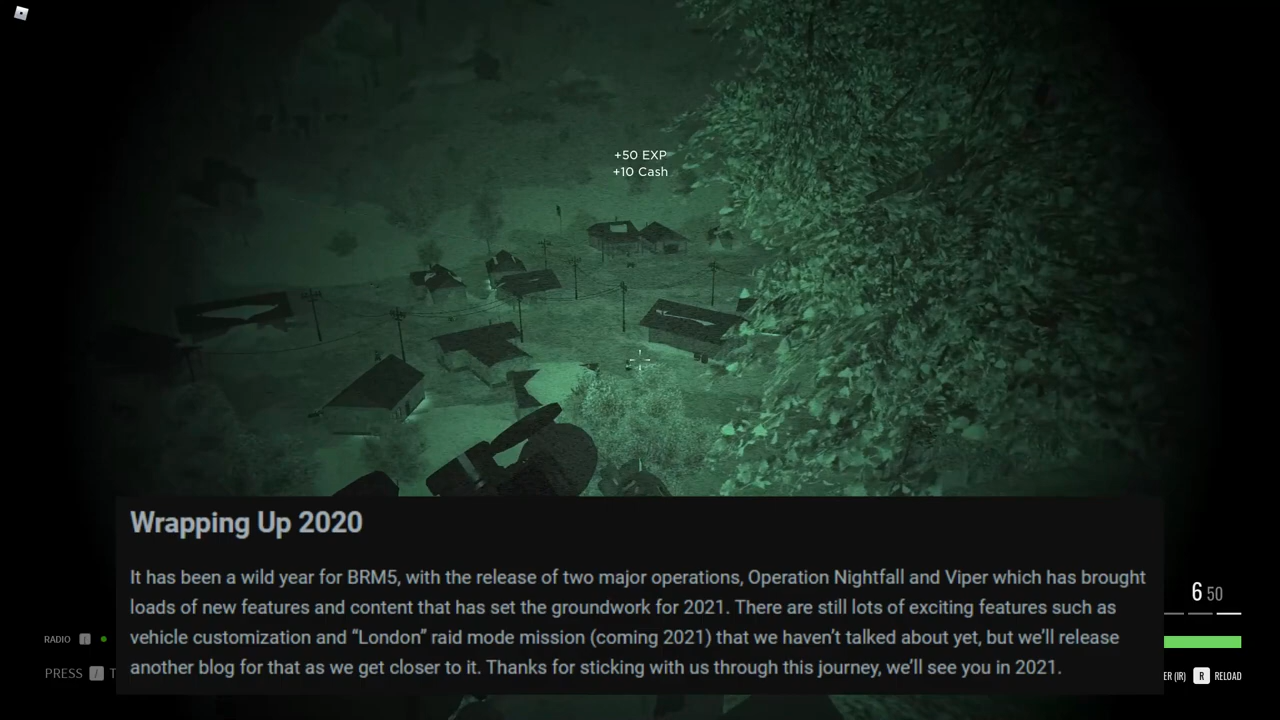 +50 EXP
+10 Cash
Wrapping Up 2020
It has been a wild year for BRM5, with the release of two major operations, Operation Nightfall and Viper which has brought
loads of new features and content that has set the groundwork for 2021. There are still lots of exciting features such as
vehicle customization and “London” raid mode mission (coming 2021) that we haven’t talked about yet, but we’ll release
another blog for that as we get closer to it. Thanks for sticking with us through this journey, we’ll see you in 2021.
6 50
RADIO
PRESS / T
ER (IR) R RELOAD